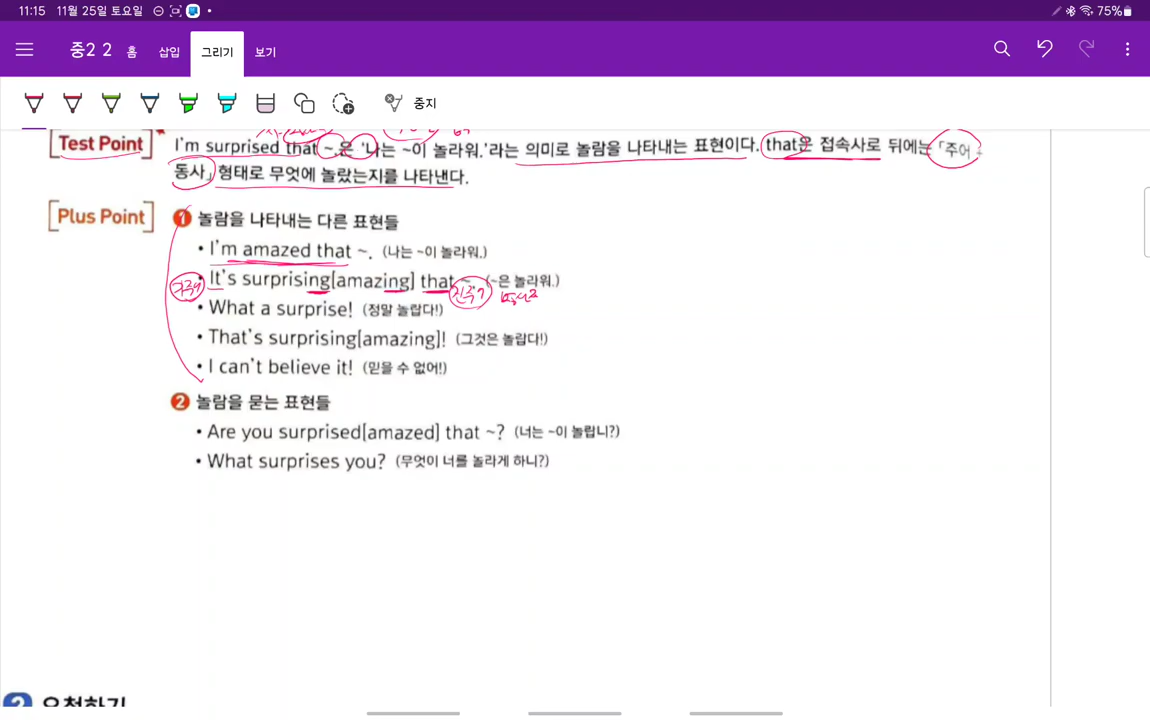 11:15 11월 25일 토요일 75%
중2 2 홈 삽입 그리기 보기
중지
Test Point I'm surprised that ~.은 '나는 ~이 놀라워.'라는 의미로 놀람을 나타내는 표현이다. that은 접속사로 뒤에는 「주어 +
동사」 형태로 무엇에 놀랐는지를 나타낸다.
Plus Point 1 놀람을 나타내는 다른 표현들
• I'm amazed that ~. (나는 ~이 놀라워.)
• It's surprising[amazing] that ~. (~은 놀라워.)
• What a surprise! (정말 놀랍다!)
• That's surprising[amazing]! (그것은 놀랍다!)
• I can't believe it! (믿을 수 없어!)
2 놀람을 묻는 표현들
• Are you surprised[amazed] that ~? (너는 ~이 놀랍니?)
• What surprises you? (무엇이 너를 놀라게 하니?)
2 요청하기